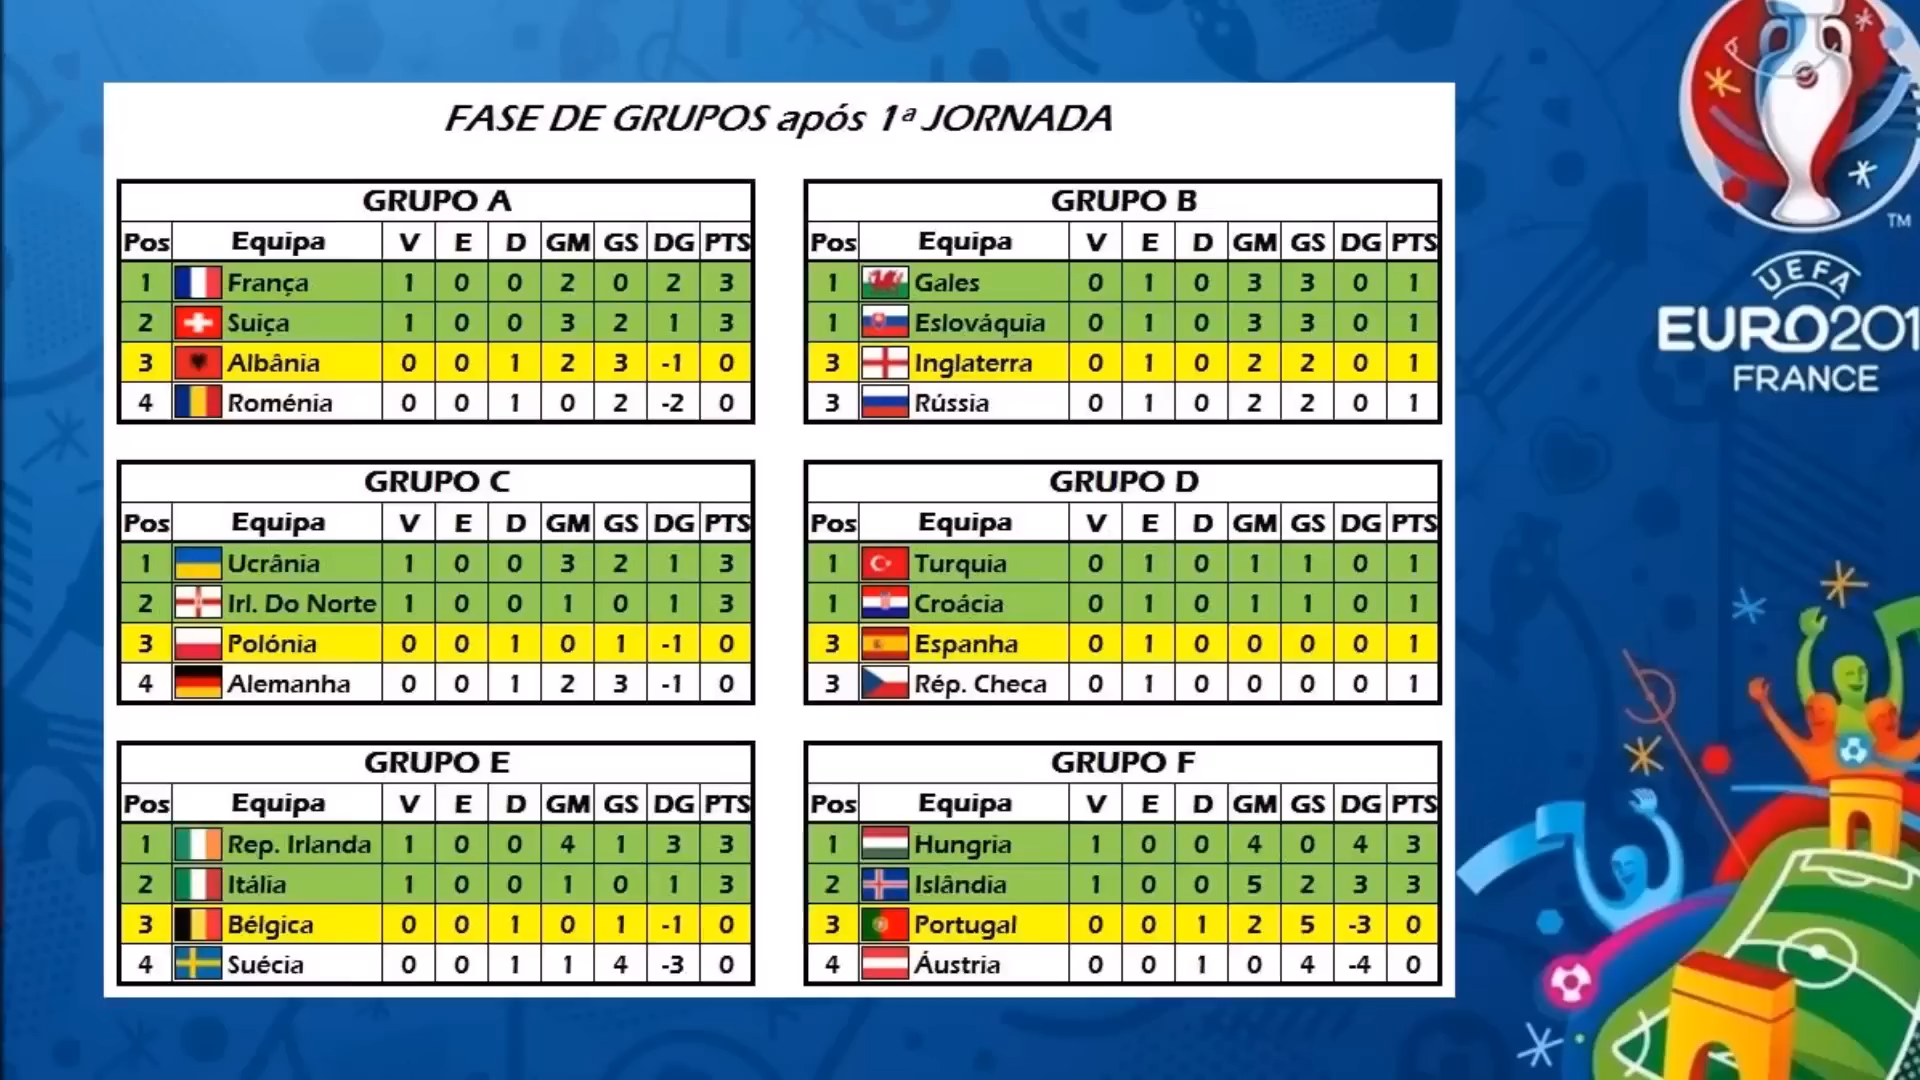 FASE DE GRUPOS após 1ª JORNADA
GRUPO A
Pos Equipa V E D GM GS DG PTS
1 França 1 0 0 2 0 2 3
2 Suiça 1 0 0 3 2 1 3
3 Albânia 0 0 1 2 3 -1 0
4 Roménia 0 0 1 0 2 -2 0
GRUPO B
Pos Equipa V E D GM GS DG PTS
1 Gales 0 1 0 3 3 0 1
1 Eslováquia 0 1 0 3 3 0 1
3 Inglaterra 0 1 0 2 2 0 1
3 Rússia 0 1 0 2 2 0 1
GRUPO C
Pos Equipa V E D GM GS DG PTS
1 Ucrânia 1 0 0 3 2 1 3
2 Irl. Do Norte 1 0 0 1 0 1 3
3 Polónia 0 0 1 0 1 -1 0
4 Alemanha 0 0 1 2 3 -1 0
GRUPO D
Pos Equipa V E D GM GS DG PTS
1 Turquia 0 1 0 1 1 0 1
1 Croácia 0 1 0 1 1 0 1
3 Espanha 0 1 0 0 0 0 1
3 Rép. Checa 0 1 0 0 0 0 1
GRUPO E
Pos Equipa V E D GM GS DG PTS
1 Rep. Irlanda 1 0 0 4 1 3 3
2 Itália 1 0 0 1 0 1 3
3 Bélgica 0 0 1 0 1 -1 0
4 Suécia 0 0 1 1 4 -3 0
GRUPO F
Pos Equipa V E D GM GS DG PTS
1 Hungria 1 0 0 4 0 4 3
2 Islândia 1 0 0 5 2 3 3
3 Portugal 0 0 1 2 5 -3 0
4 Áustria 0 0 1 0 4 -4 0
TM
UEFA
EURO201
FRANCE